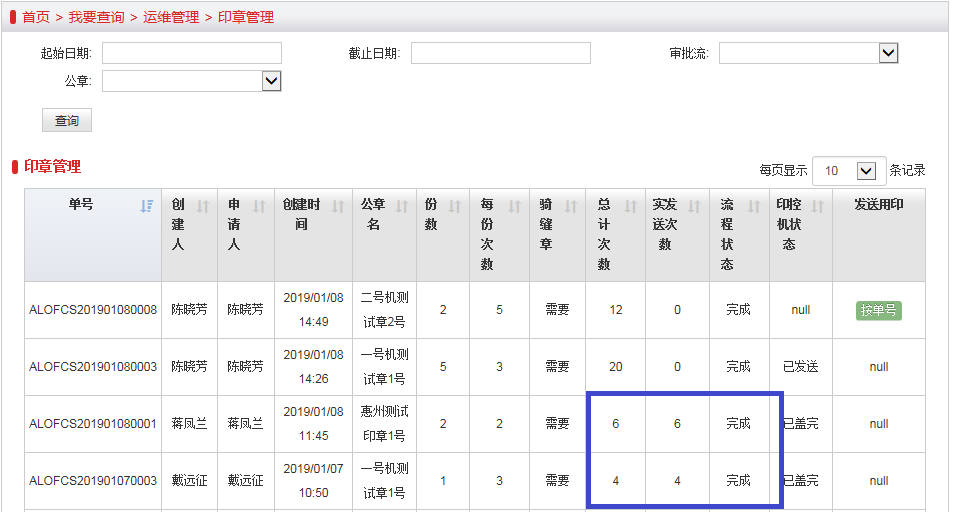 首页 > 我要查询 > 运维管理 > 印章管理
起始日期: 截止日期: 审批流:
公章:
查询
印章管理
每页显示 10 条记录
单号 创建人 申请人 创建时间 公章名 份数 每份次数 骑缝章 总计次数 实发送次数 流程状态 印控机状态 发送用印
ALOFCS201901080008 陈晓芳 陈晓芳 2019/01/08 14:49 二号机测试章2号 2 5 需要 12 0 完成 null 按单号
ALOFCS201901080003 陈晓芳 陈晓芳 2019/01/08 14:26 一号机测试章1号 5 3 需要 20 0 完成 已发送 null
ALOFCS201901080001 蒋凤兰 蒋凤兰 2019/01/08 11:45 惠州测试印章1号 2 2 需要 6 6 完成 已盖完 null
ALOFCS201901070003 戴远征 戴远征 2019/01/07 10:50 一号机测试章1号 1 3 需要 4 4 完成 已盖完 null